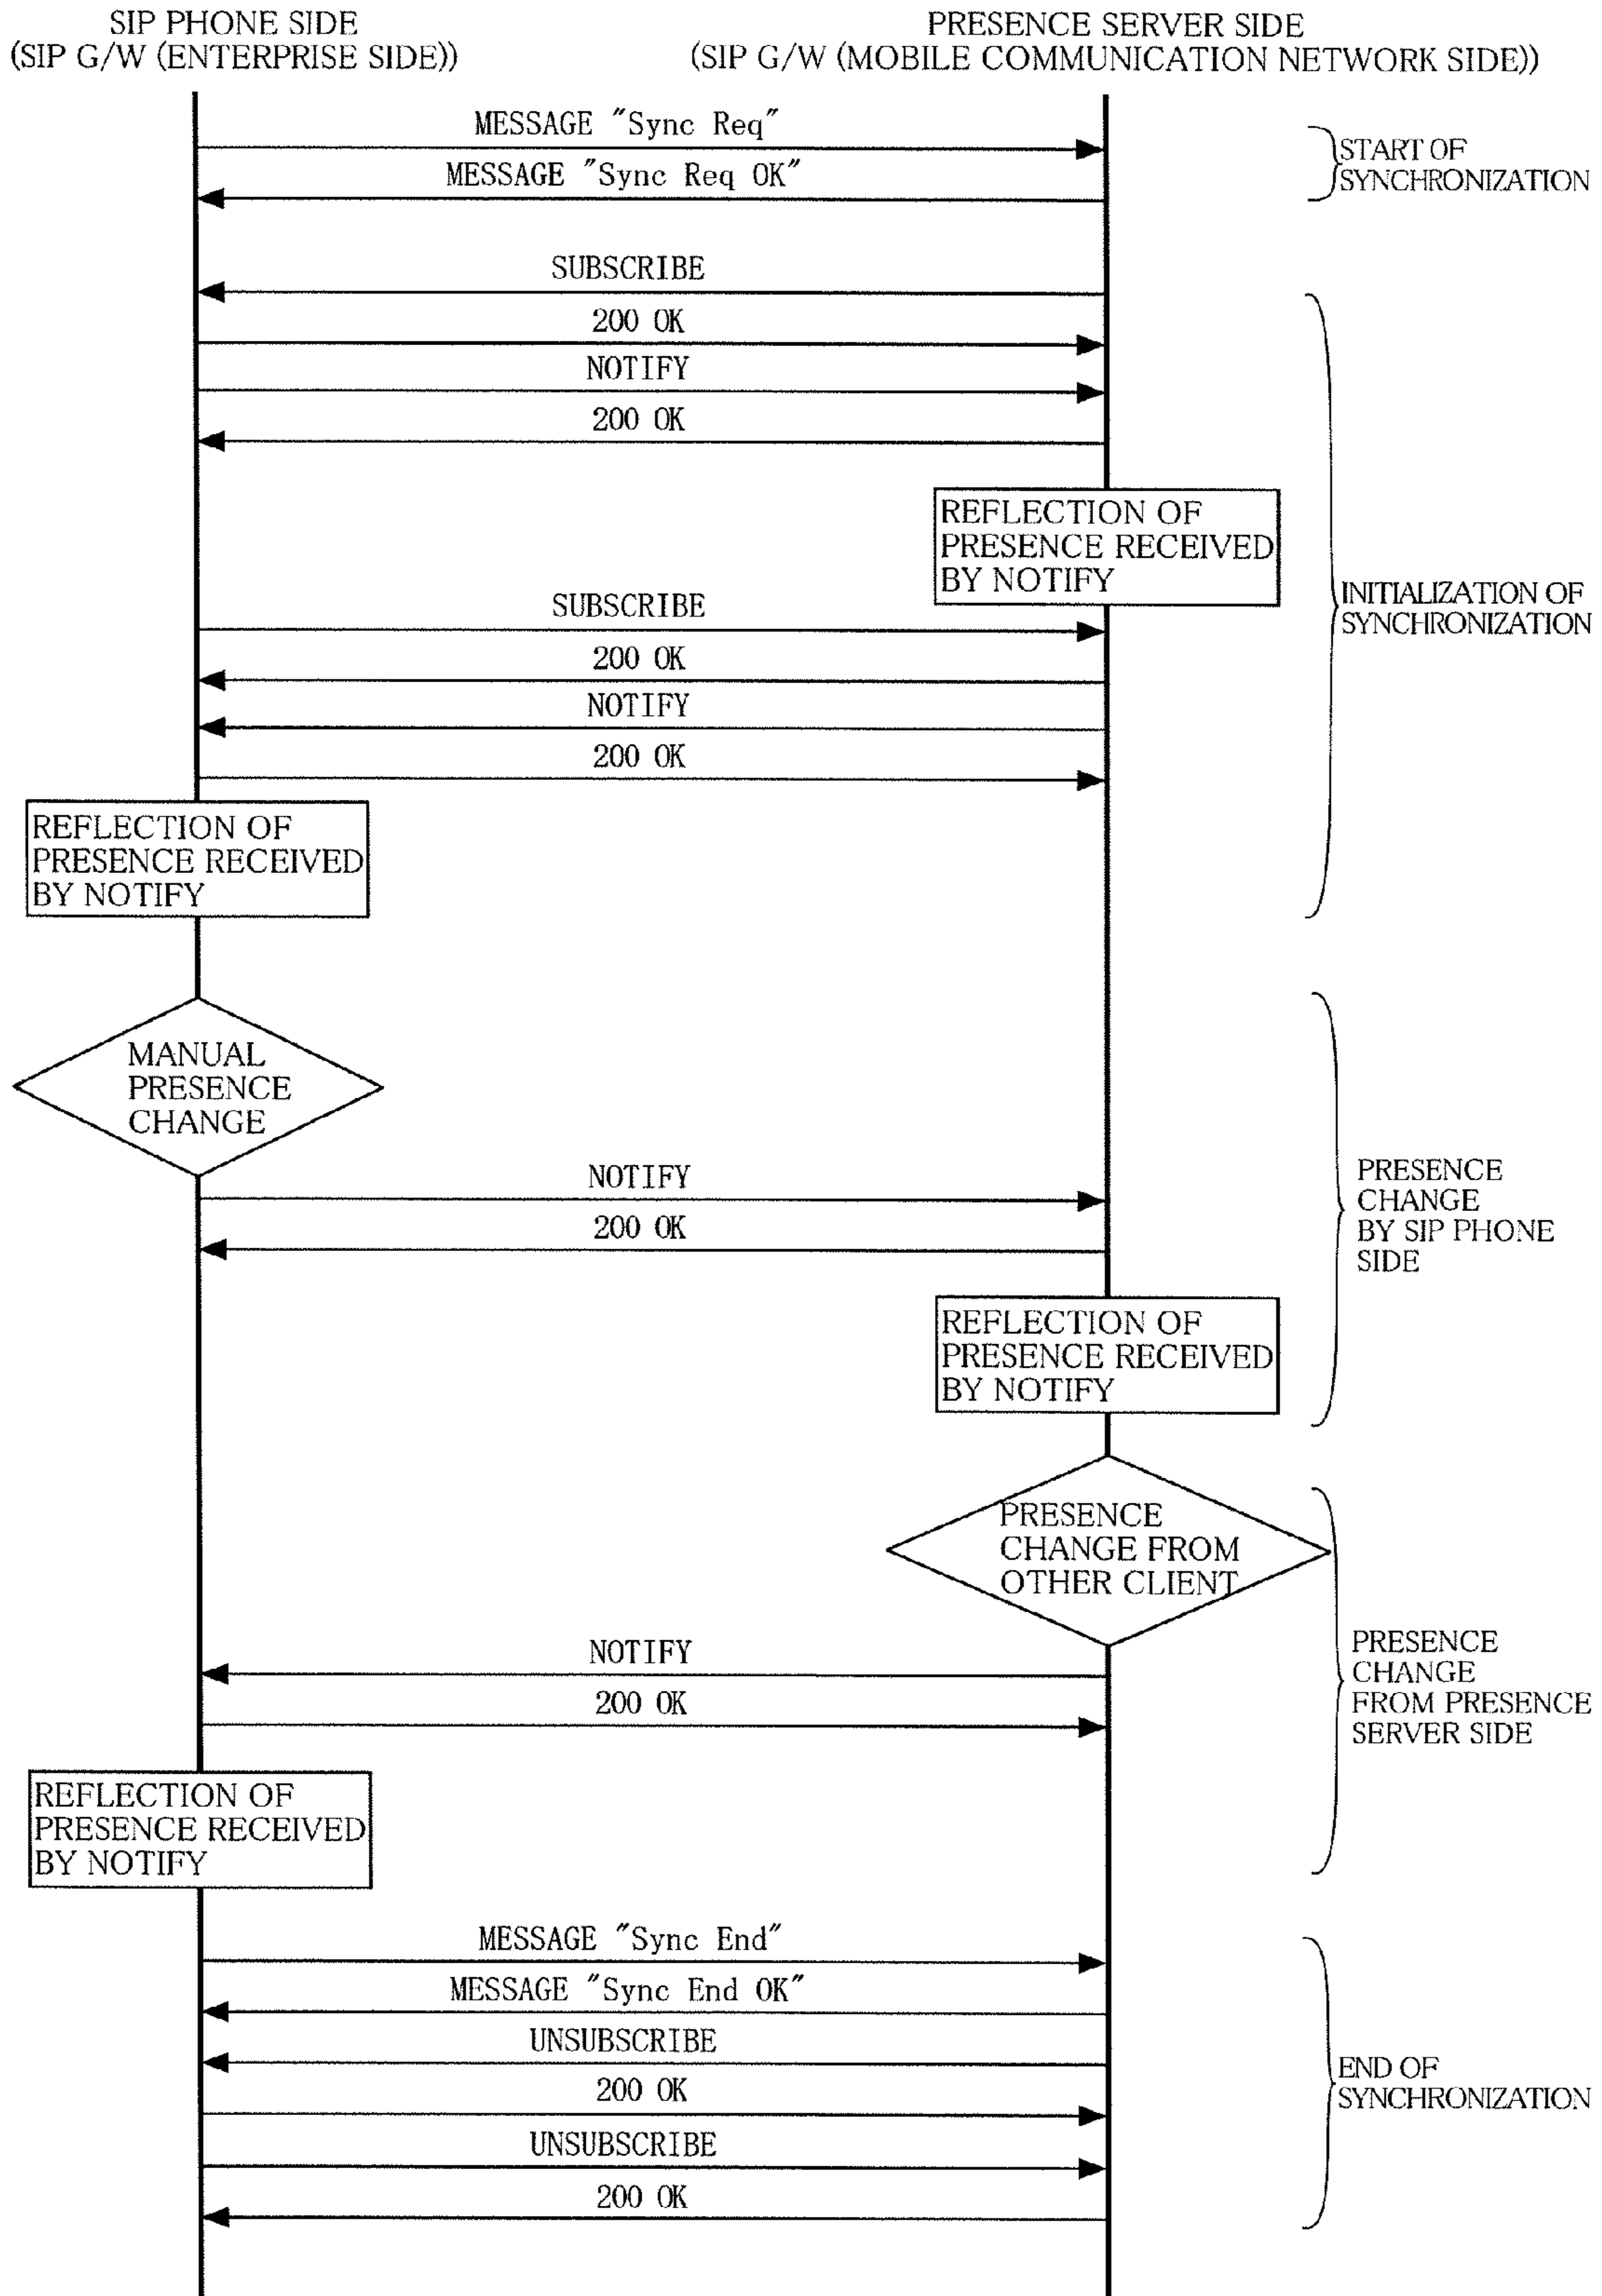 SIP PHONE SIDE
(SIP G/W (ENTERPRISE SIDE))
PRESENCE SERVER SIDE
(SIP G/W (MOBILE COMMUNICATION NETWORK SIDE))
MESSAGE "Sync Req"
MESSAGE "Sync Req OK"
START OF
SYNCHRONIZATION
SUBSCRIBE
200 OK
NOTIFY
200 OK
REFLECTION OF
PRESENCE RECEIVED
BY NOTIFY
SUBSCRIBE
200 OK
NOTIFY
200 OK
INITIALIZATION OF
SYNCHRONIZATION
REFLECTION OF
PRESENCE RECEIVED
BY NOTIFY
MANUAL
PRESENCE
CHANGE
NOTIFY
200 OK
PRESENCE
CHANGE
BY SIP PHONE
SIDE
REFLECTION OF
PRESENCE RECEIVED
BY NOTIFY
PRESENCE
CHANGE FROM
OTHER CLIENT
NOTIFY
200 OK
PRESENCE
CHANGE
FROM PRESENCE
SERVER SIDE
REFLECTION OF
PRESENCE RECEIVED
BY NOTIFY
MESSAGE "Sync End"
MESSAGE "Sync End OK"
UNSUBSCRIBE
200 OK
UNSUBSCRIBE
200 OK
END OF
SYNCHRONIZATION